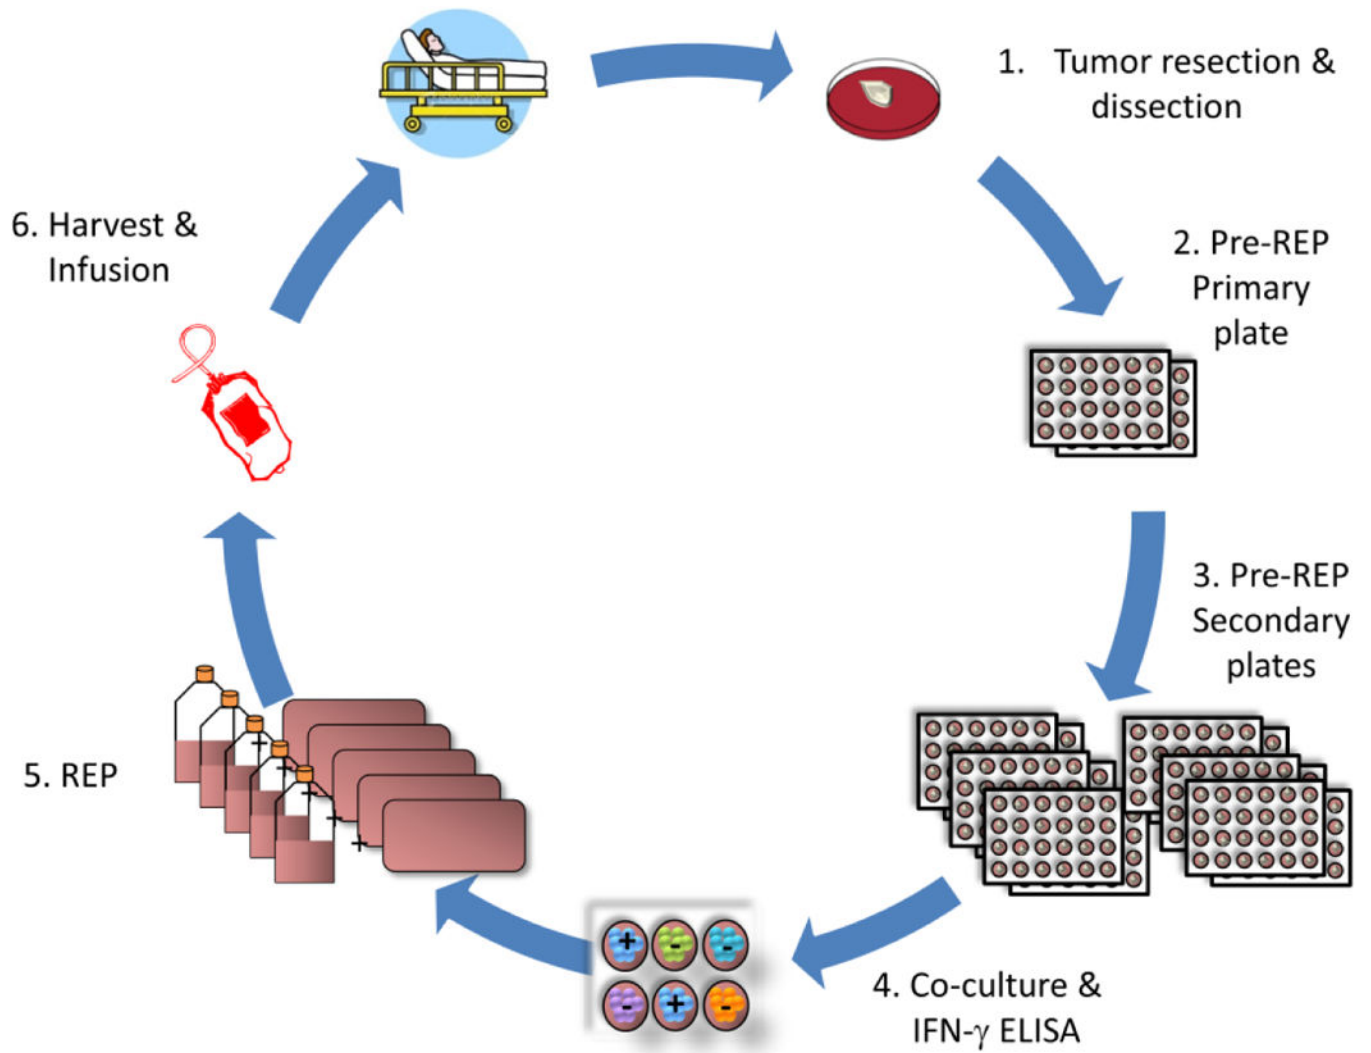 1. Tumor resection &
dissection
2. Pre-REP
Primary
plate
3. Pre-REP
Secondary
plates
4. Co-culture &
IFN-γ ELISA
+ - -
- + -
5. REP
+
+
+
+
+
6. Harvest &
Infusion